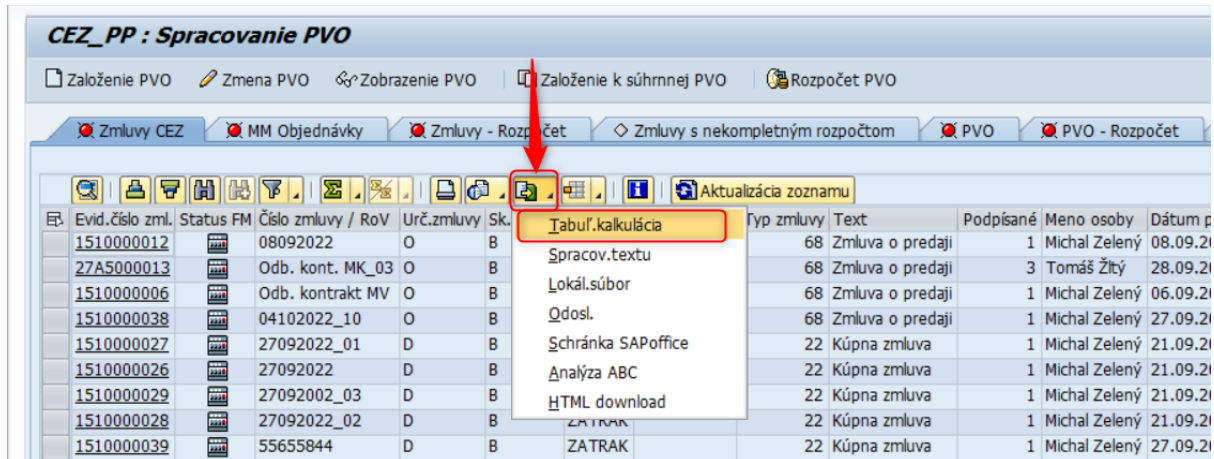 CEZ_PP : Spracovanie PVO
Založenie PVO Zmena PVO Zobrazenie PVO Založenie k súhrnnej PVO Rozpočet PVO
Zmluvy CEZ MM Objednávky Zmluvy - Rozpočet Zmluvy s nekompletným rozpočtom PVO PVO - Rozpočet
Aktualizácia zoznamu
Evid.číslo zml. Status FM Číslo zmluvy / RoV Urč.zmluvy Sk. Typ zmluvy Text Podpísané Meno osoby Dátum p
1510000012 08092022 O B 68 Zmluva o predaji 1 Michal Zelený 08.09.20
27A5000013 Odb. kont. MK_03 O B 68 Zmluva o predaji 3 Tomáš Žltý 28.09.20
1510000006 Odb. kontrakt MV O B 68 Zmluva o predaji 1 Michal Zelený 06.09.20
1510000038 04102022_10 O B 68 Zmluva o predaji 1 Michal Zelený 27.09.20
1510000027 27092022_01 D B 22 Kúpna zmluva 1 Michal Zelený 21.09.20
1510000026 27092022 D B 22 Kúpna zmluva 1 Michal Zelený 21.09.20
1510000029 27092002_03 D B 22 Kúpna zmluva 1 Michal Zelený 21.09.20
1510000028 27092022_02 D B ZÁTRAK 22 Kúpna zmluva 1 Michal Zelený 21.09.20
1510000039 55655844 D B ZATRAK 22 Kúpna zmluva 1 Michal Zelený 27.09.20
Tabuľ.kalkulácia
Spracov.textu
Lokál.súbor
Odosl.
Schránka SAPoffice
Analýza ABC
HTML download